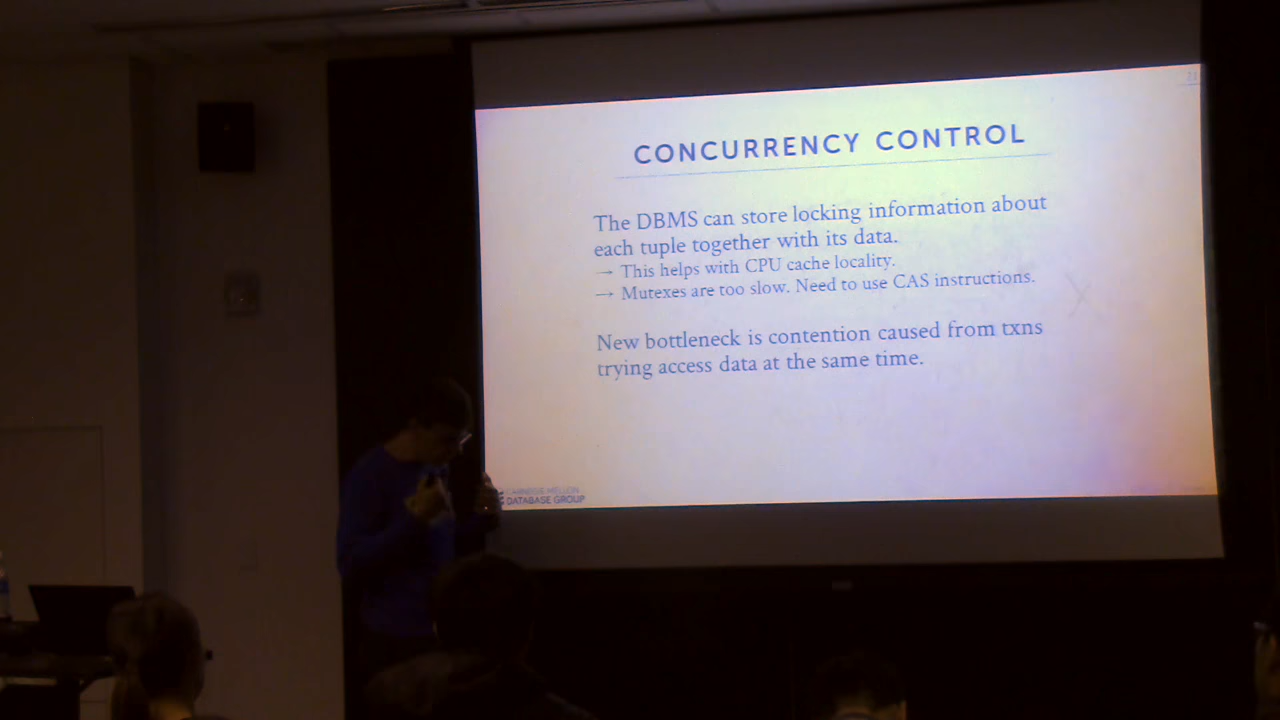 CONCURRENCY CONTROL
The DBMS can store locking information about
each tuple together with its data.
→ This helps with CPU cache locality.
→ Mutexes are too slow. Need to use CAS instructions.
New bottleneck is contention caused from txns
trying access data at the same time.
CARNEGIE MELLON
DATABASE GROUP